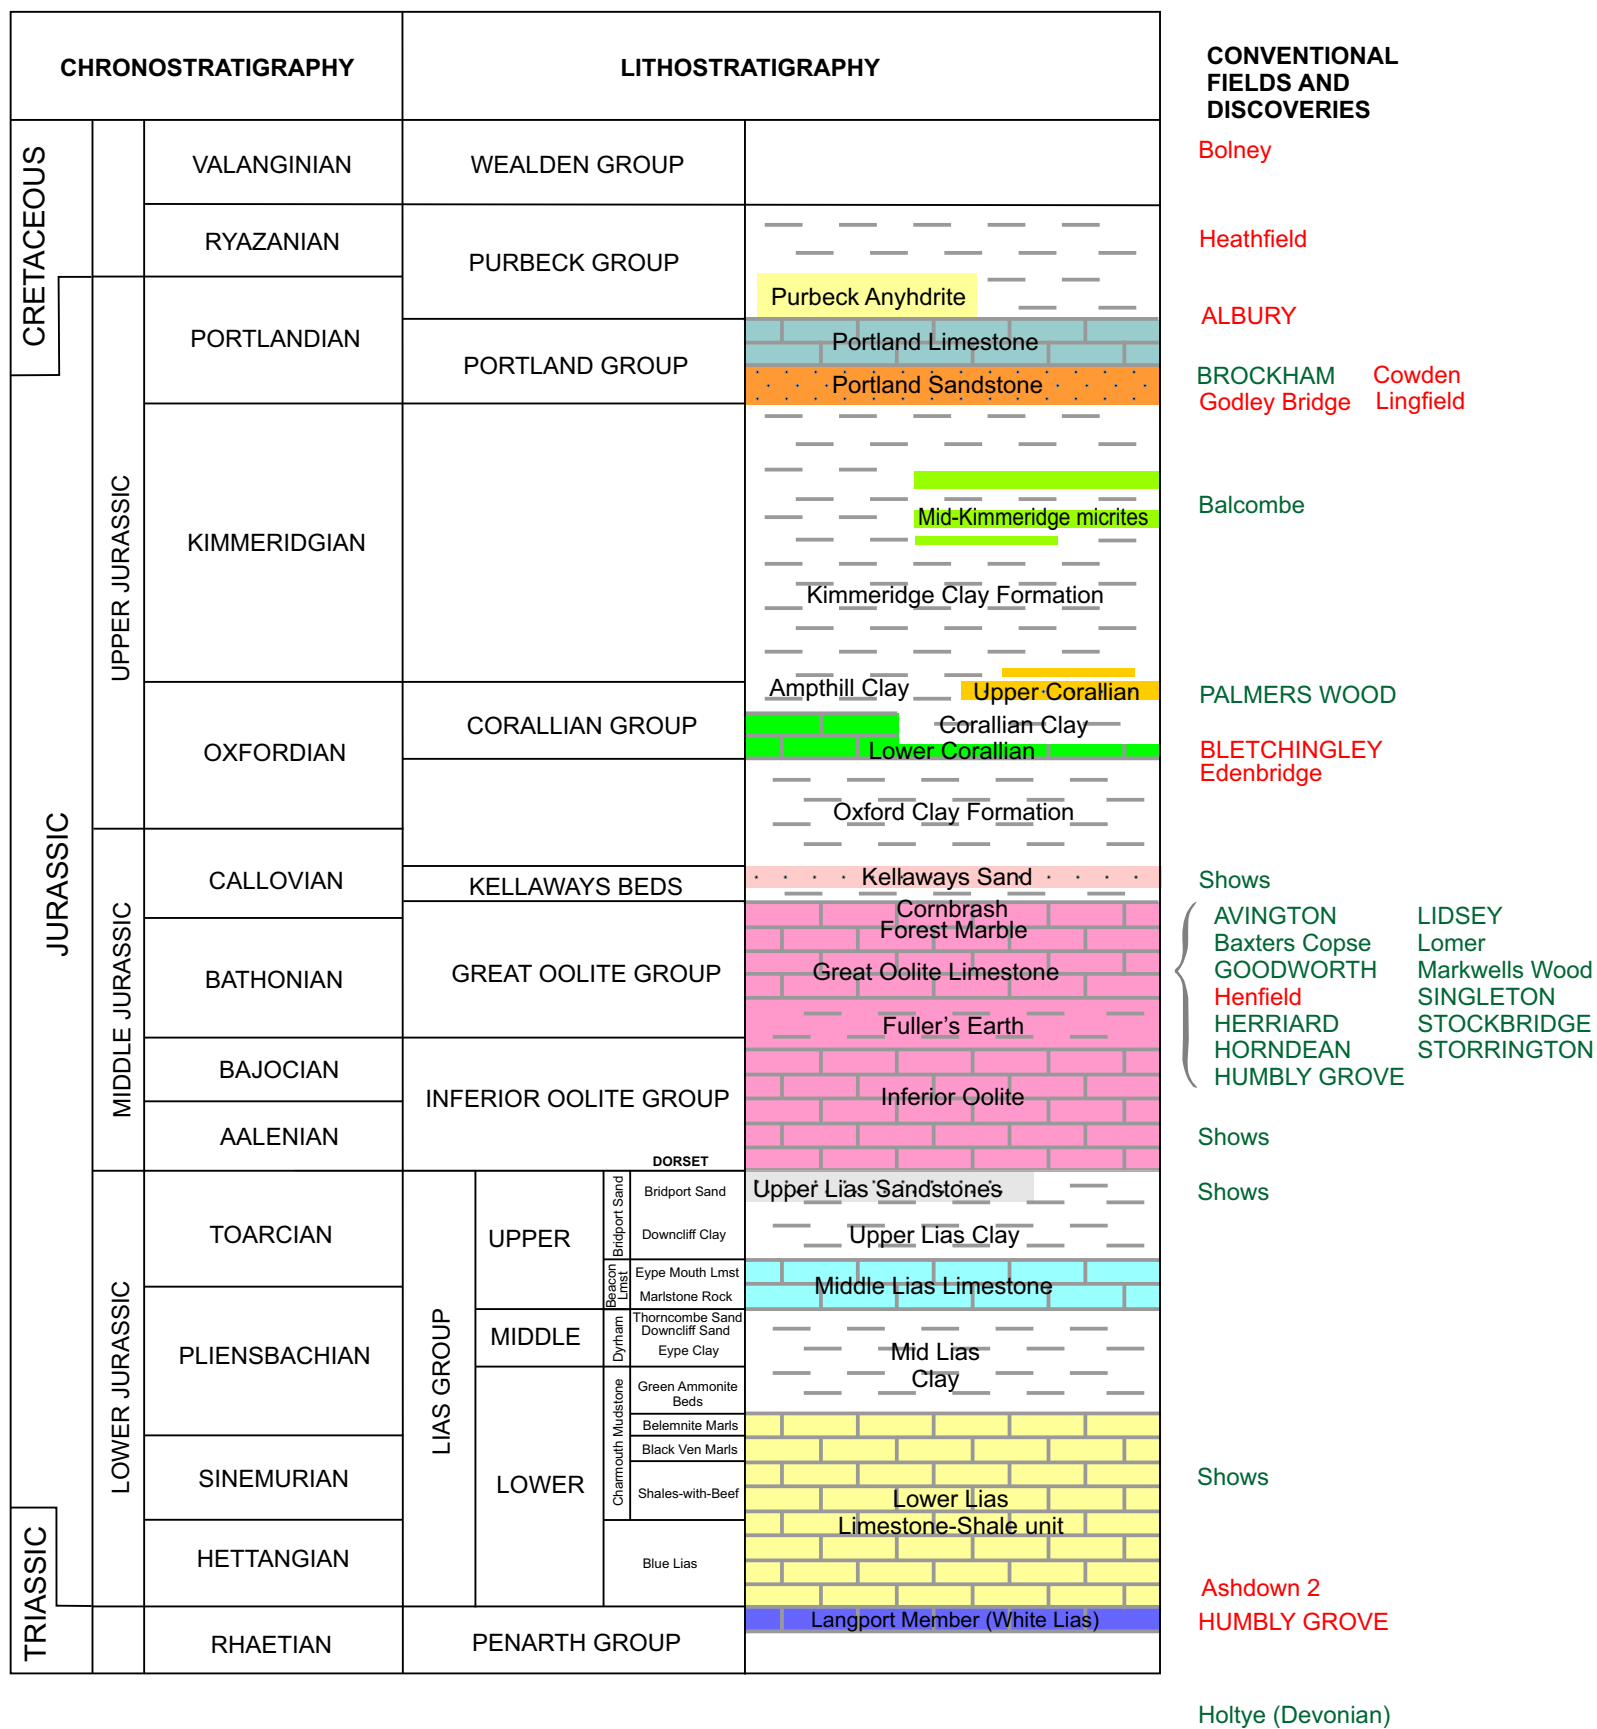 CHRONOSTRATIGRAPHY
LITHOSTRATIGRAPHY
CONVENTIONAL
FIELDS AND
DISCOVERIES
CRETACEOUS
JURASSIC
TRIASSIC
UPPER JURASSIC
MIDDLE JURASSIC
LOWER JURASSIC
VALANGINIAN
RYAZANIAN
PORTLANDIAN
KIMMERIDGIAN
OXFORDIAN
CALLOVIAN
BATHONIAN
BAJOCIAN
AALENIAN
TOARCIAN
PLIENSBACHIAN
SINEMURIAN
HETTANGIAN
RHAETIAN
WEALDEN GROUP
PURBECK GROUP
PORTLAND GROUP
CORALLIAN GROUP
KELLAWAYS BEDS
GREAT OOLITE GROUP
INFERIOR OOLITE GROUP
DORSET
LIAS GROUP
UPPER
MIDDLE
LOWER
Bridport Sand
Beacon
Lmst
Dyrham
Charmouth Mudstone
Bridport Sand
Downcliff Clay
Eype Mouth Lmst
Marlstone Rock
Thorncombe Sand
Downcliff Sand
Eype Clay
Green Ammonite
Beds
Belemnite Marls
Black Ven Marls
Shales-with-Beef
Blue Lias
PENARTH GROUP
Purbeck Anyhdrite
Portland Limestone
Portland Sandstone
Mid-Kimmeridge micrites
Kimmeridge Clay Formation
Ampthill Clay
Upper Corallian
Corallian Clay
Lower Corallian
Oxford Clay Formation
Kellaways Sand
Cornbrash
Forest Marble
Great Oolite Limestone
Fuller’s Earth
Inferior Oolite
Upper Lias Sandstones
Upper Lias Clay
Middle Lias Limestone
Mid Lias
Clay
Lower Lias
Limestone-Shale unit
Langport Member (White Lias)
Bolney
Heathfield
ALBURY
BROCKHAM Cowden
Godley Bridge Lingfield
Balcombe
PALMERS WOOD
BLETCHINGLEY
Edenbridge
Shows
AVINGTON LIDSEY
Baxters Copse Lomer
GOODWORTH Markwells Wood
Henfield SINGLETON
HERRIARD STOCKBRIDGE
HORNDEAN STORRINGTON
HUMBLY GROVE
Shows
Shows
Shows
Ashdown 2
HUMBLY GROVE
Holtye (Devonian)